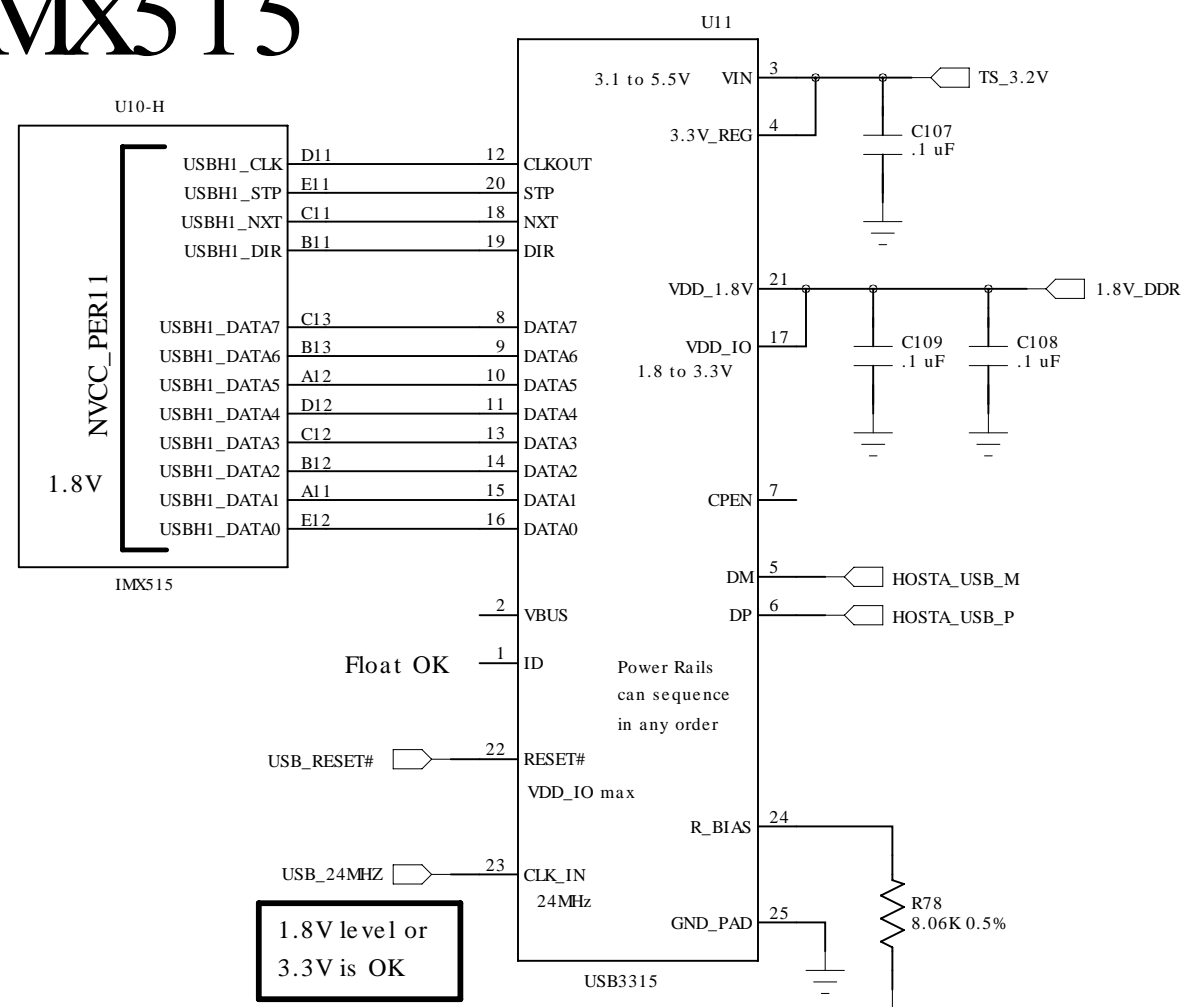 MX515
U11
U10-H
3.1 to 5.5V VIN 3 TS_3.2V
3.3V_REG 4
C107
.1 uF
USBH1_CLK D11 12 CLKOUT
USBH1_STP E11 20 STP
USBH1_NXT C11 18 NXT
USBH1_DIR B11 19 DIR
NVCC_PER11
1.8V
VDD_1.8V 21 1.8V_DDR
VDD_IO 17
1.8 to 3.3V
C109
.1 uF
C108
.1 uF
USBH1_DATA7 C13 8 DATA7
USBH1_DATA6 B13 9 DATA6
USBH1_DATA5 A12 10 DATA5
USBH1_DATA4 D12 11 DATA4
USBH1_DATA3 C12 13 DATA3
USBH1_DATA2 B12 14 DATA2
USBH1_DATA1 A11 15 DATA1
USBH1_DATA0 E12 16 DATA0
IMX515
CPEN 7
DM 5 HOSTA_USB_M
DP 6 HOSTA_USB_P
2 VBUS
Float OK 1 ID
Power Rails
can sequence
in any order
USB_RESET# 22 RESET#
VDD_IO max
R_BIAS 24
USB_24MHZ 23 CLK_IN
24MHz
R78
8.06K 0.5%
GND_PAD 25
1.8V level or
3.3V is OK
USB3315